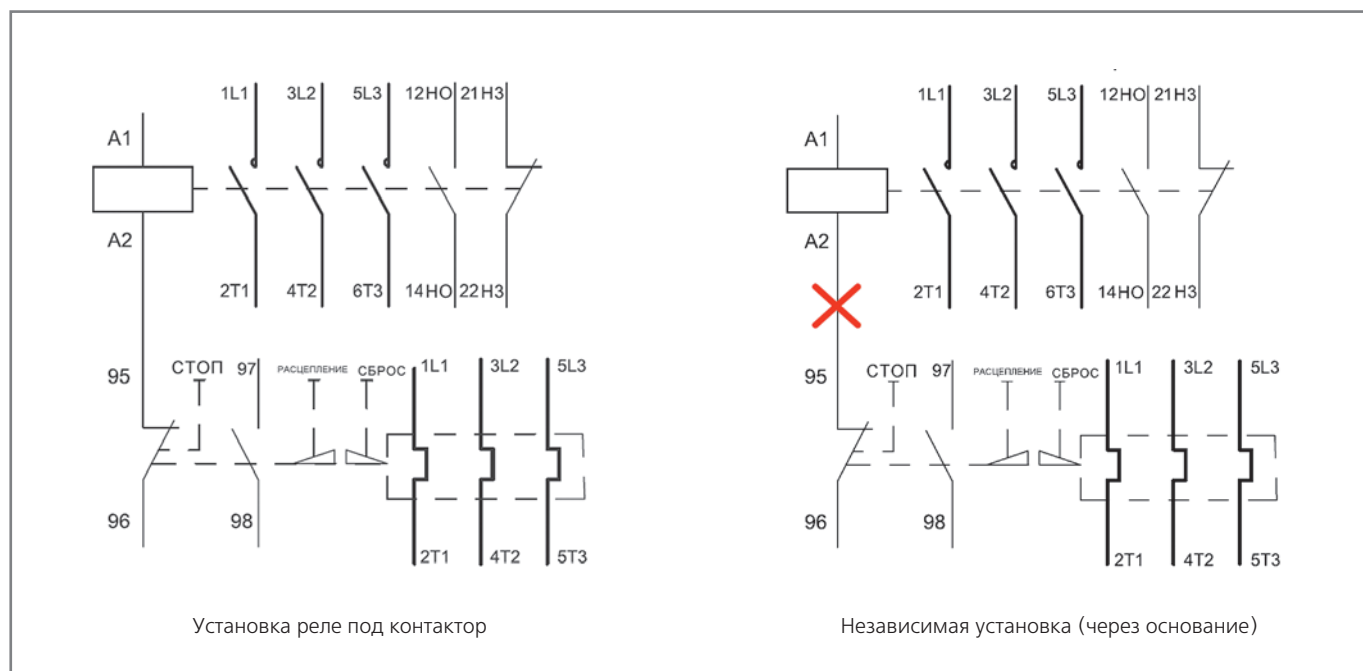 1L1 3L2 5L3 12НО 21НЗ
A1
A2
2T1 4T2 6T3 14НО 22НЗ
95 СТОП 97 РАСЦЕПЛЕНИЕ СБРОС 1L1 3L2 5L3
96 98
2T1 4T2 5T3
Установка реле под контактор
1L1 3L2 5L3 12НО 21НЗ
A1
A2
2T1 4T2 6T3 14НО 22НЗ
95 СТОП 97 РАСЦЕПЛЕНИЕ СБРОС 1L1 3L2 5L3
96 98
2T1 4T2 5T3
Независимая установка (через основание)